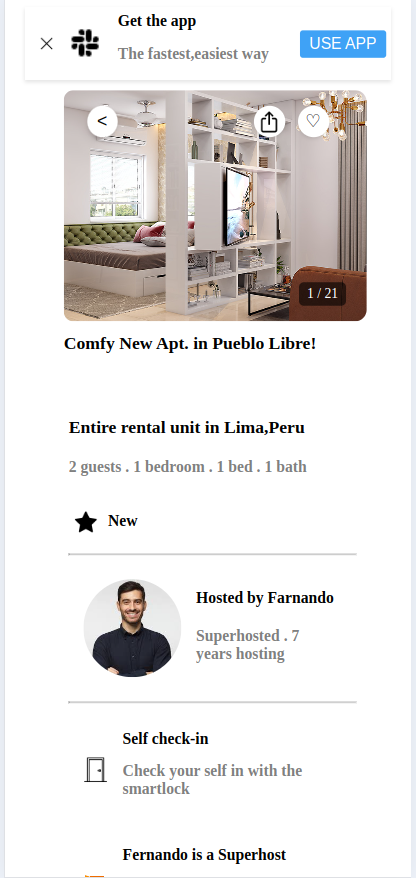 Get the app
The fastest,easiest way
USE APP
<
1 / 21
Comfy New Apt. in Pueblo Libre!
Entire rental unit in Lima,Peru
2 guests . 1 bedroom . 1 bed . 1 bath
New
Hosted by Farnando
Superhosted . 7
years hosting
Self check-in
Check your self in with the
smartlock
Fernando is a Superhost